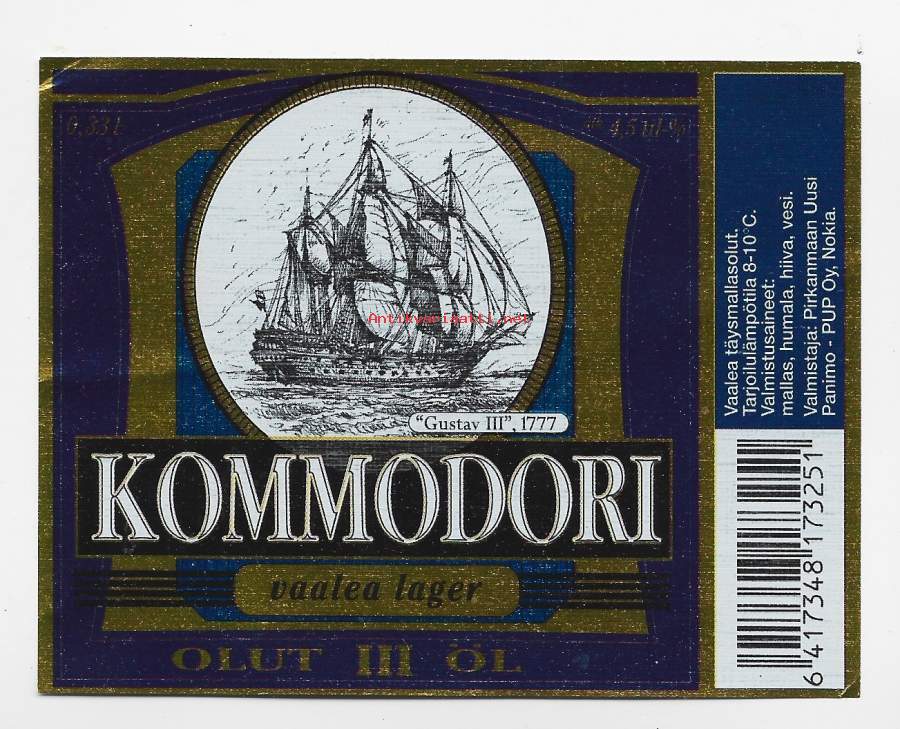 0,33 l
alk. 4,5 til-%
Antikvariaatti.net
"Gustav III", 1777
KOMMODORI
vaalea lager
OLUT III ÖL
Vaalea täysmallasolut.
Tarjoilulämpötila 8-10°C.
Valmistusaineet:
mallas, humala, hiiva, vesi.
Valmistaja: Pirkanmaan Uusi
Panimo - PUP Oy, Nokia.
6 417348 173251